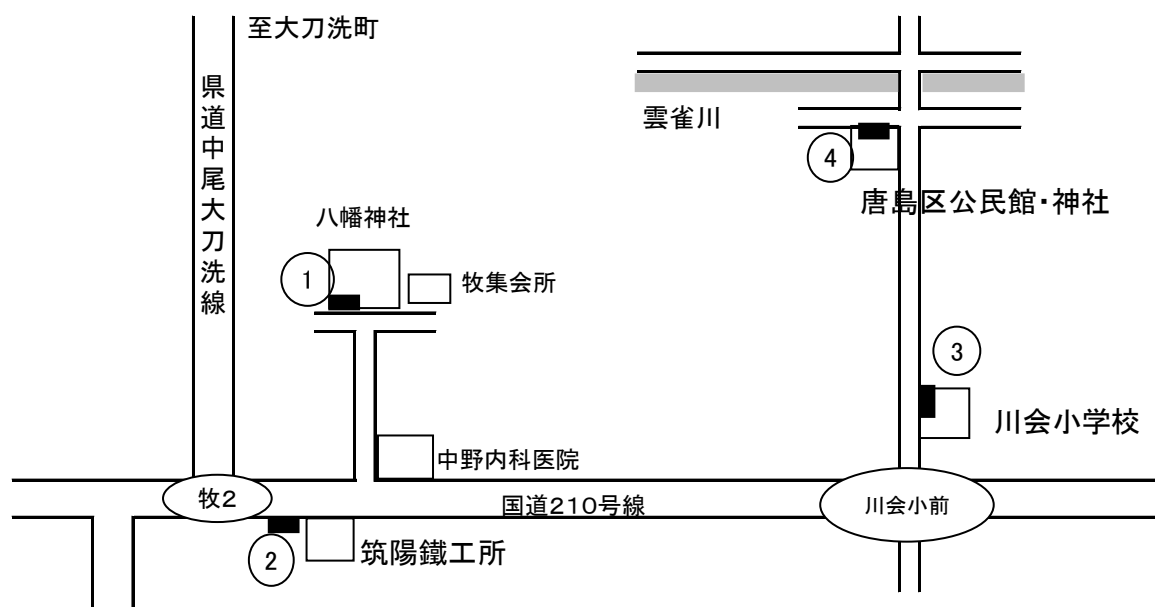 至大刀洗町
県道中尾大刀洗線
雲雀川
4
唐島区公民館・神社
八幡神社
1
牧集会所
3
川会小学校
中野内科医院
牧2
国道210号線
川会小前
2
筑陽鐵工所